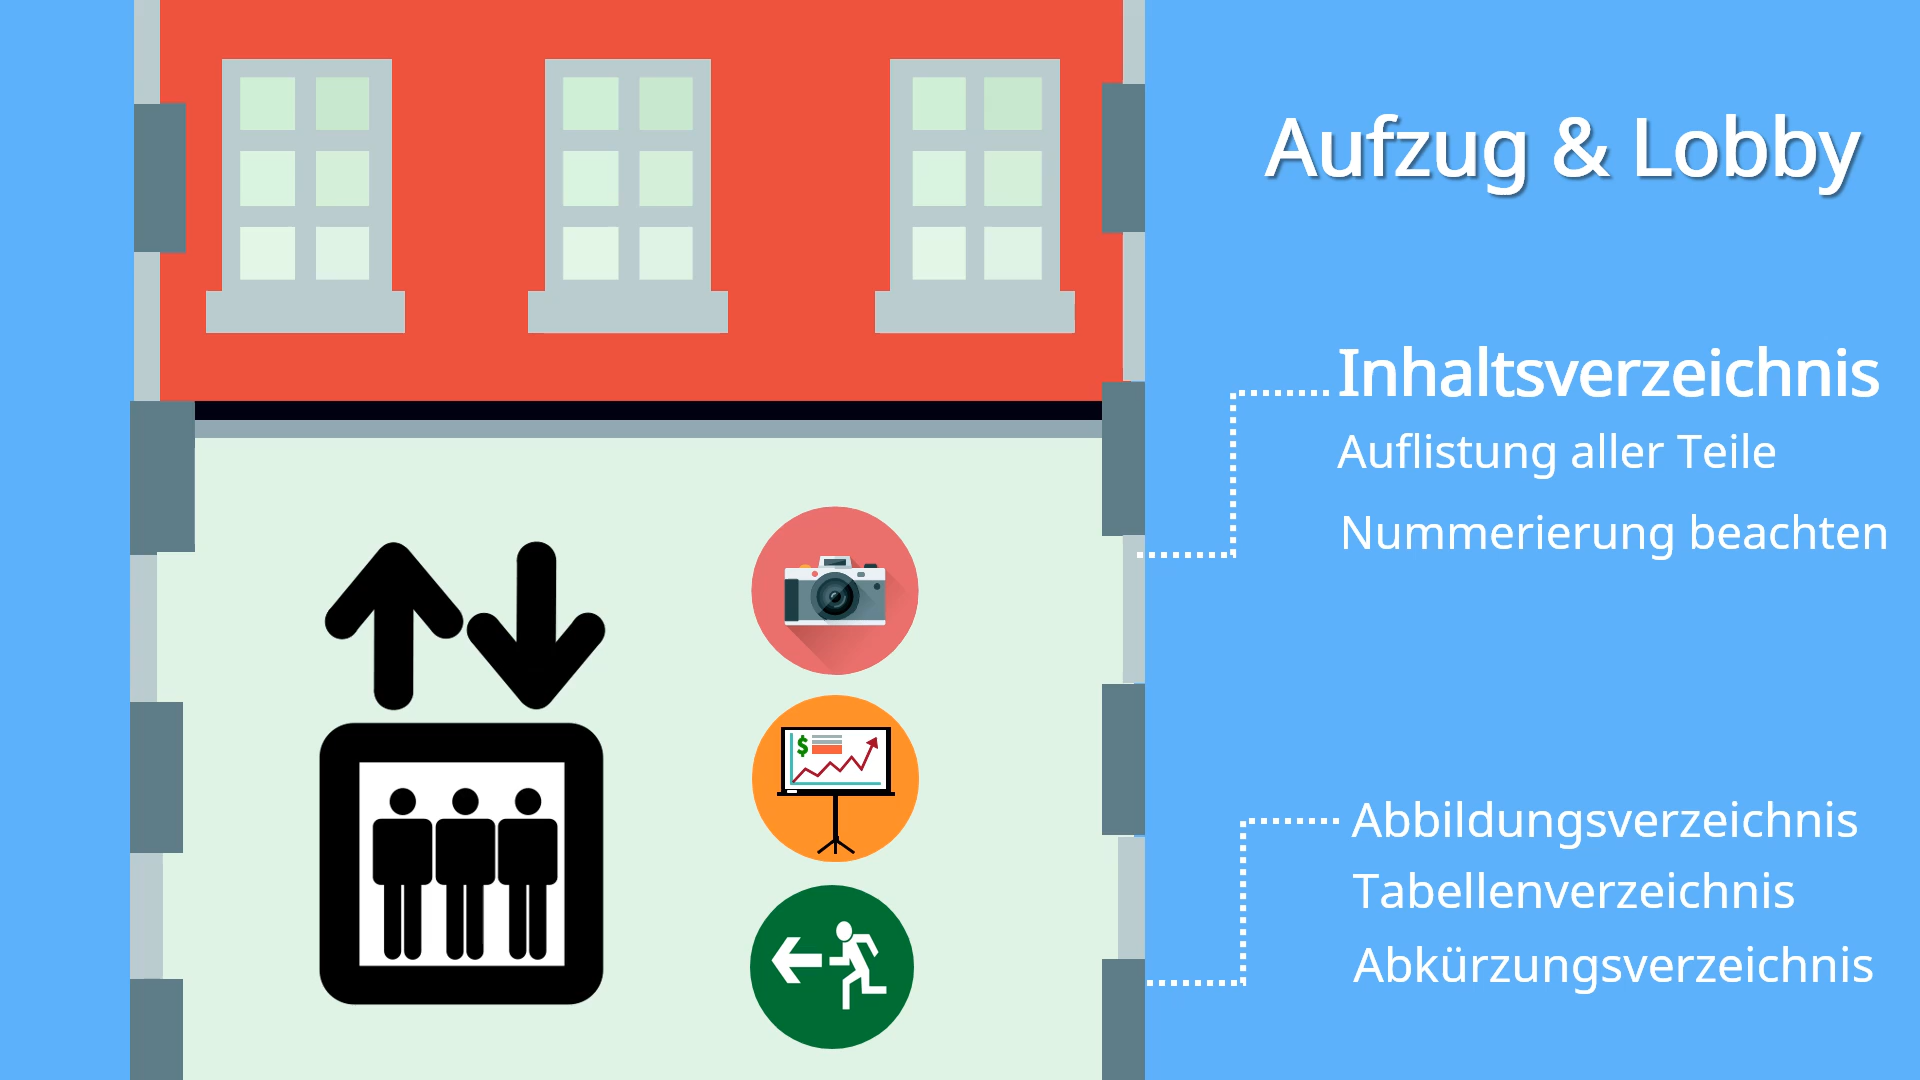 Aufzug & Lobby
Inhaltsverzeichnis
Auflistung aller Teile
Nummerierung beachten
$
Abbildungsverzeichnis
Tabellenverzeichnis
Abkürzungsverzeichnis